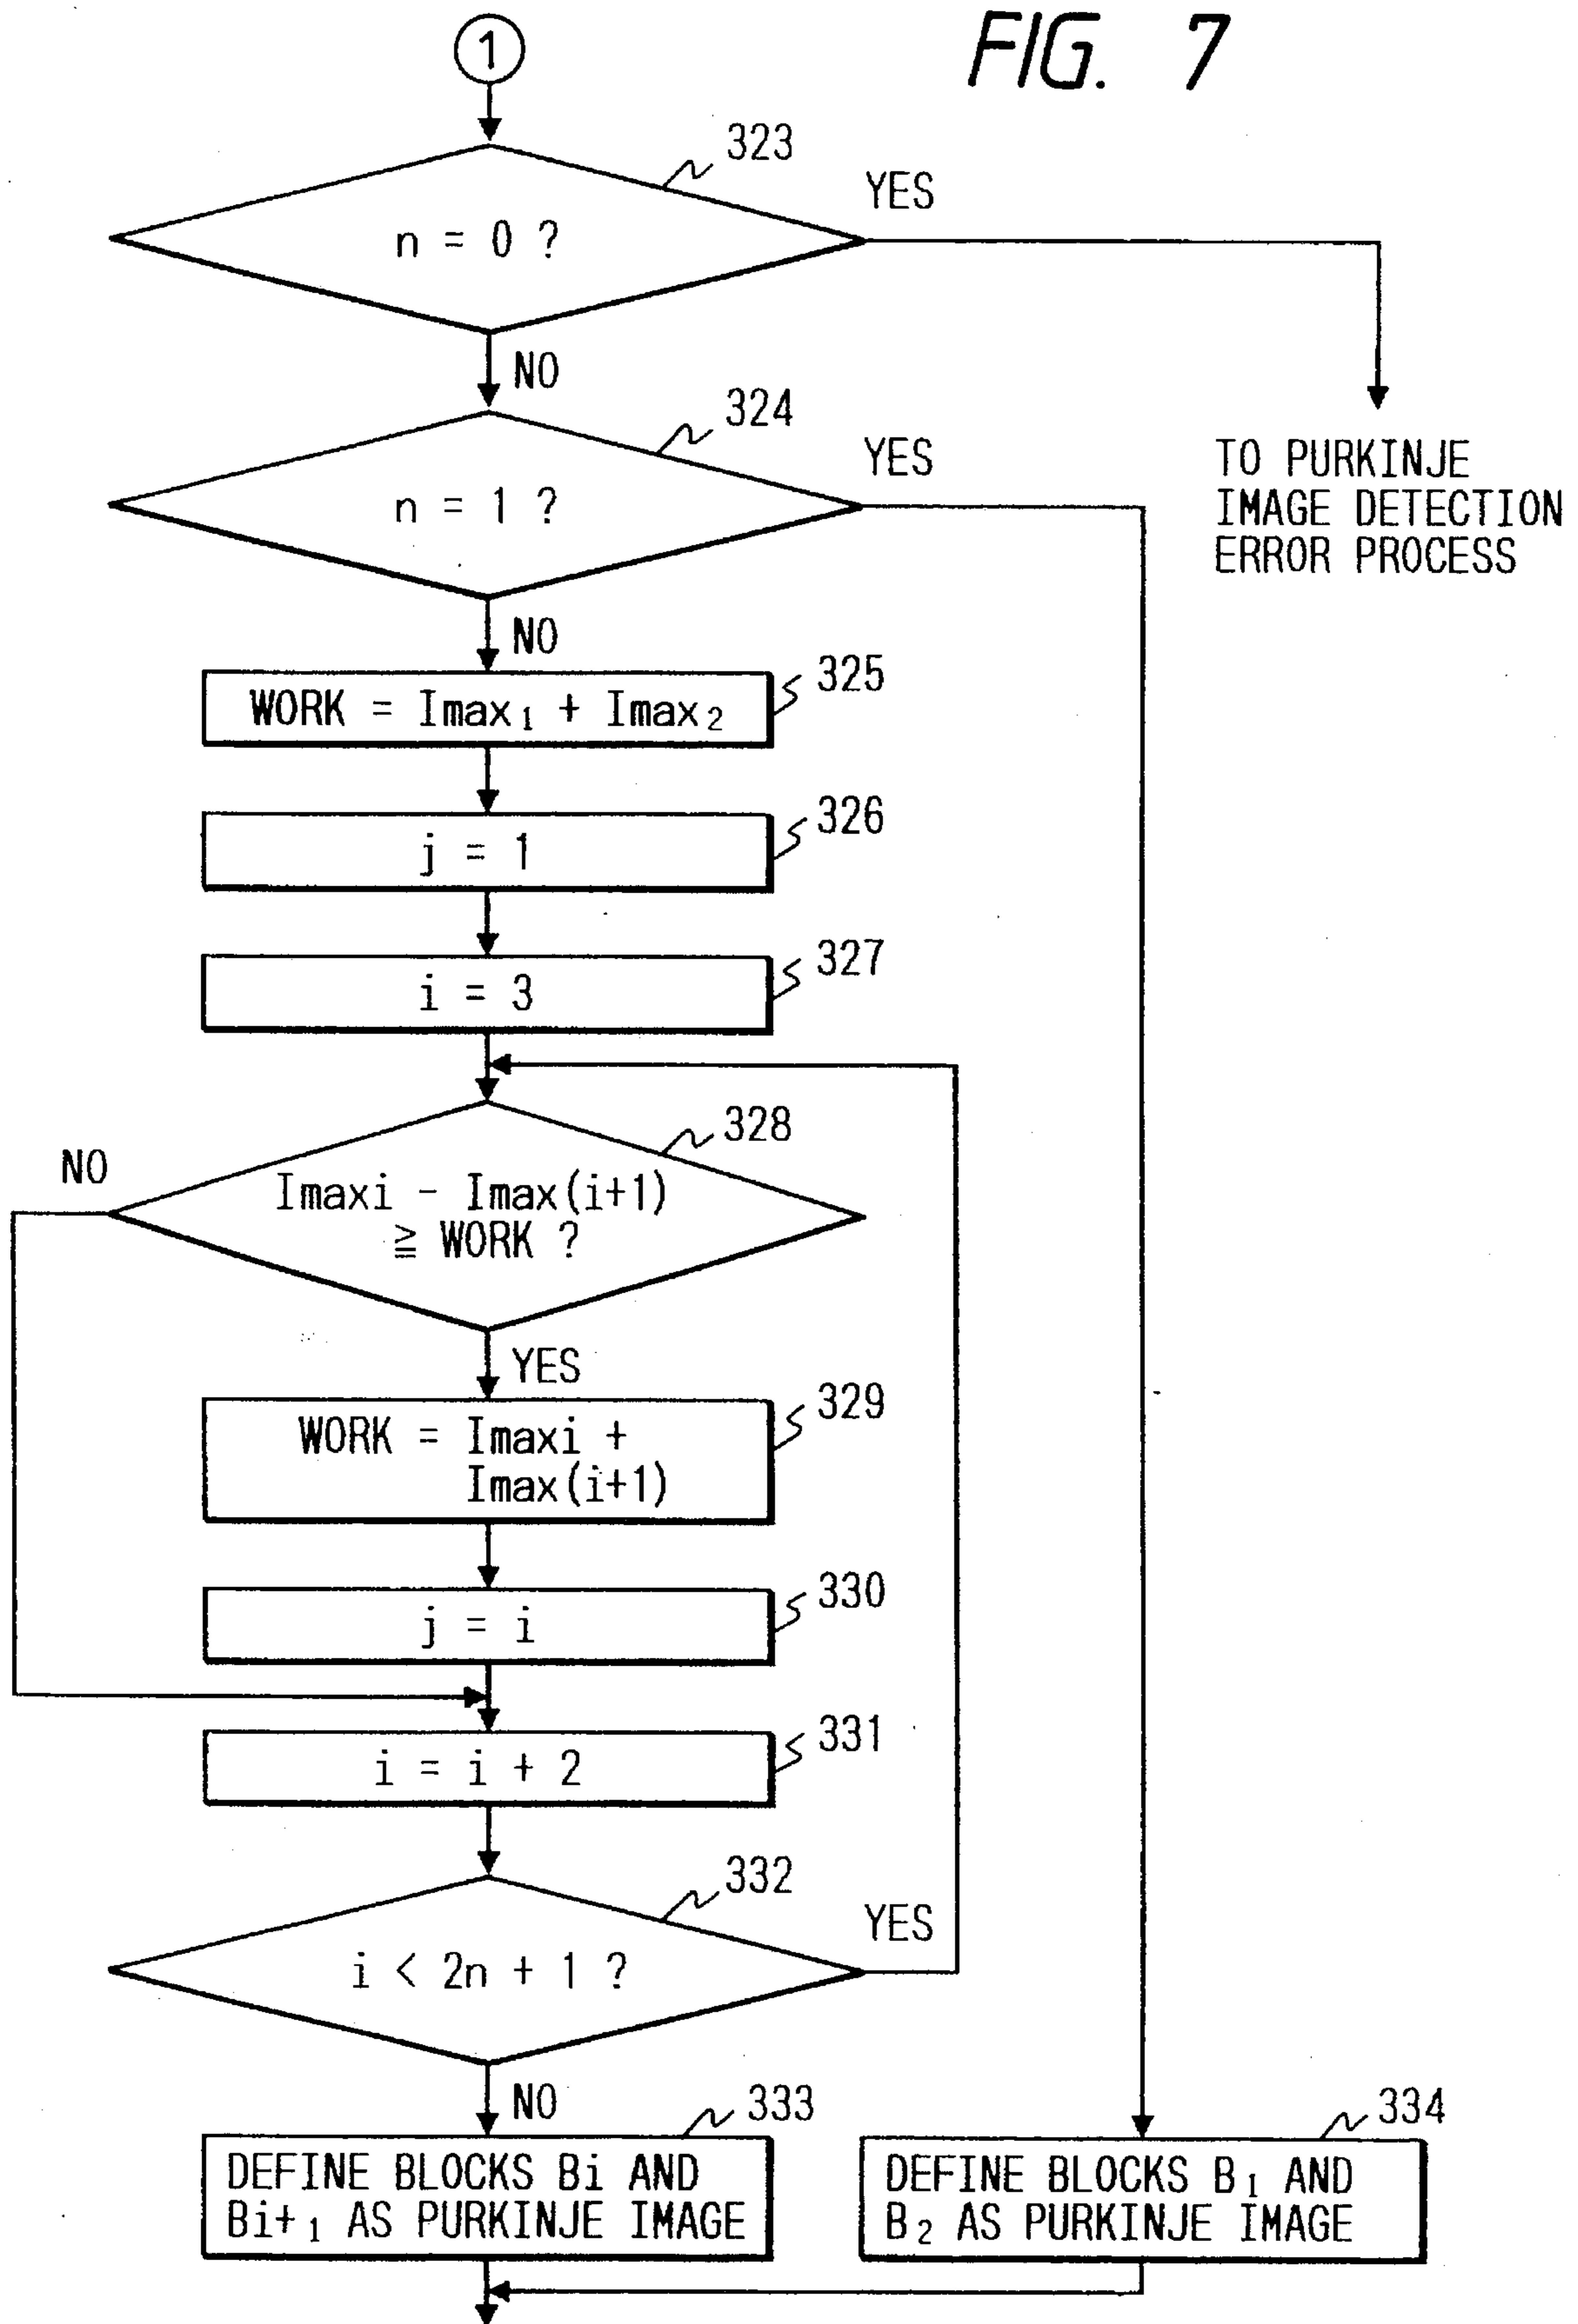 FIG. 7
1
323
n = 0 ?
YES
NO
324
n = 1 ?
YES
TO PURKINJE
IMAGE DETECTION
ERROR PROCESS
NO
325
WORK = Imax₁ + Imax₂
326
j = 1
327
i = 3
328
NO
Imaxi - Imax(i+1)
≧ WORK ?
YES
329
WORK = Imaxi +
Imax(i+1)
330
j = i
331
i = i + 2
332
YES
i < 2n + 1 ?
NO
333
DEFINE BLOCKS Bi AND
Bi+₁ AS PURKINJE IMAGE
334
DEFINE BLOCKS B₁ AND
B₂ AS PURKINJE IMAGE